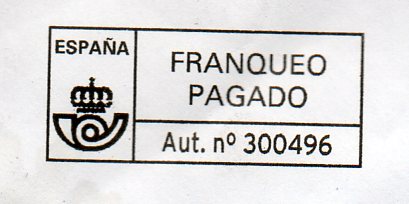 ESPAÑA
FRANQUEO
PAGADO
Aut. nº 300496